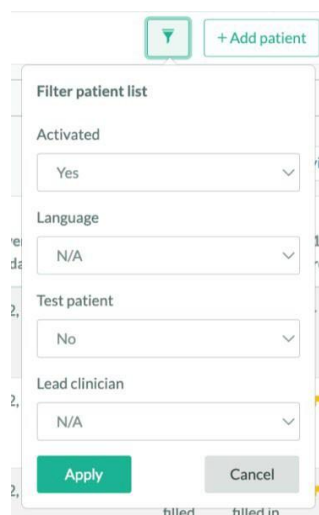 + Add patient
Filter patient list
Activated
Yes
Language
N/A
Test patient
No
Lead clinician
N/A
Apply
Cancel
filled
filled in